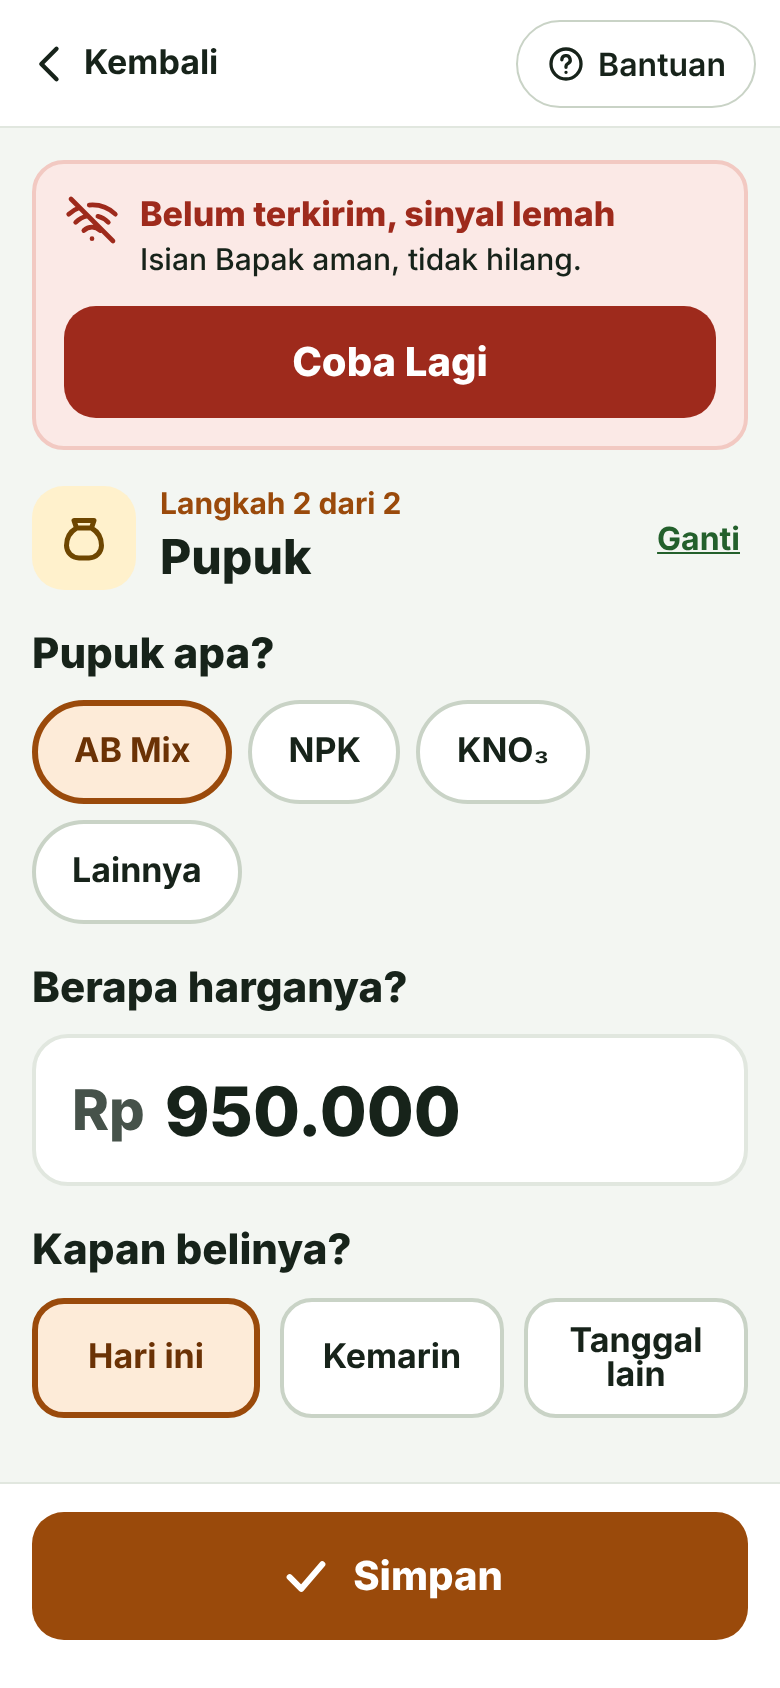 Kembali
Bantuan
Belum terkirim, sinyal lemah
Isian Bapak aman, tidak hilang.
Coba Lagi
Langkah 2 dari 2
Pupuk
Ganti
Pupuk apa?
AB Mix
NPK
KNO₃
Lainnya
Berapa harganya?
Rp 950.000
Kapan belinya?
Hari ini
Kemarin
Tanggal
lain
Simpan